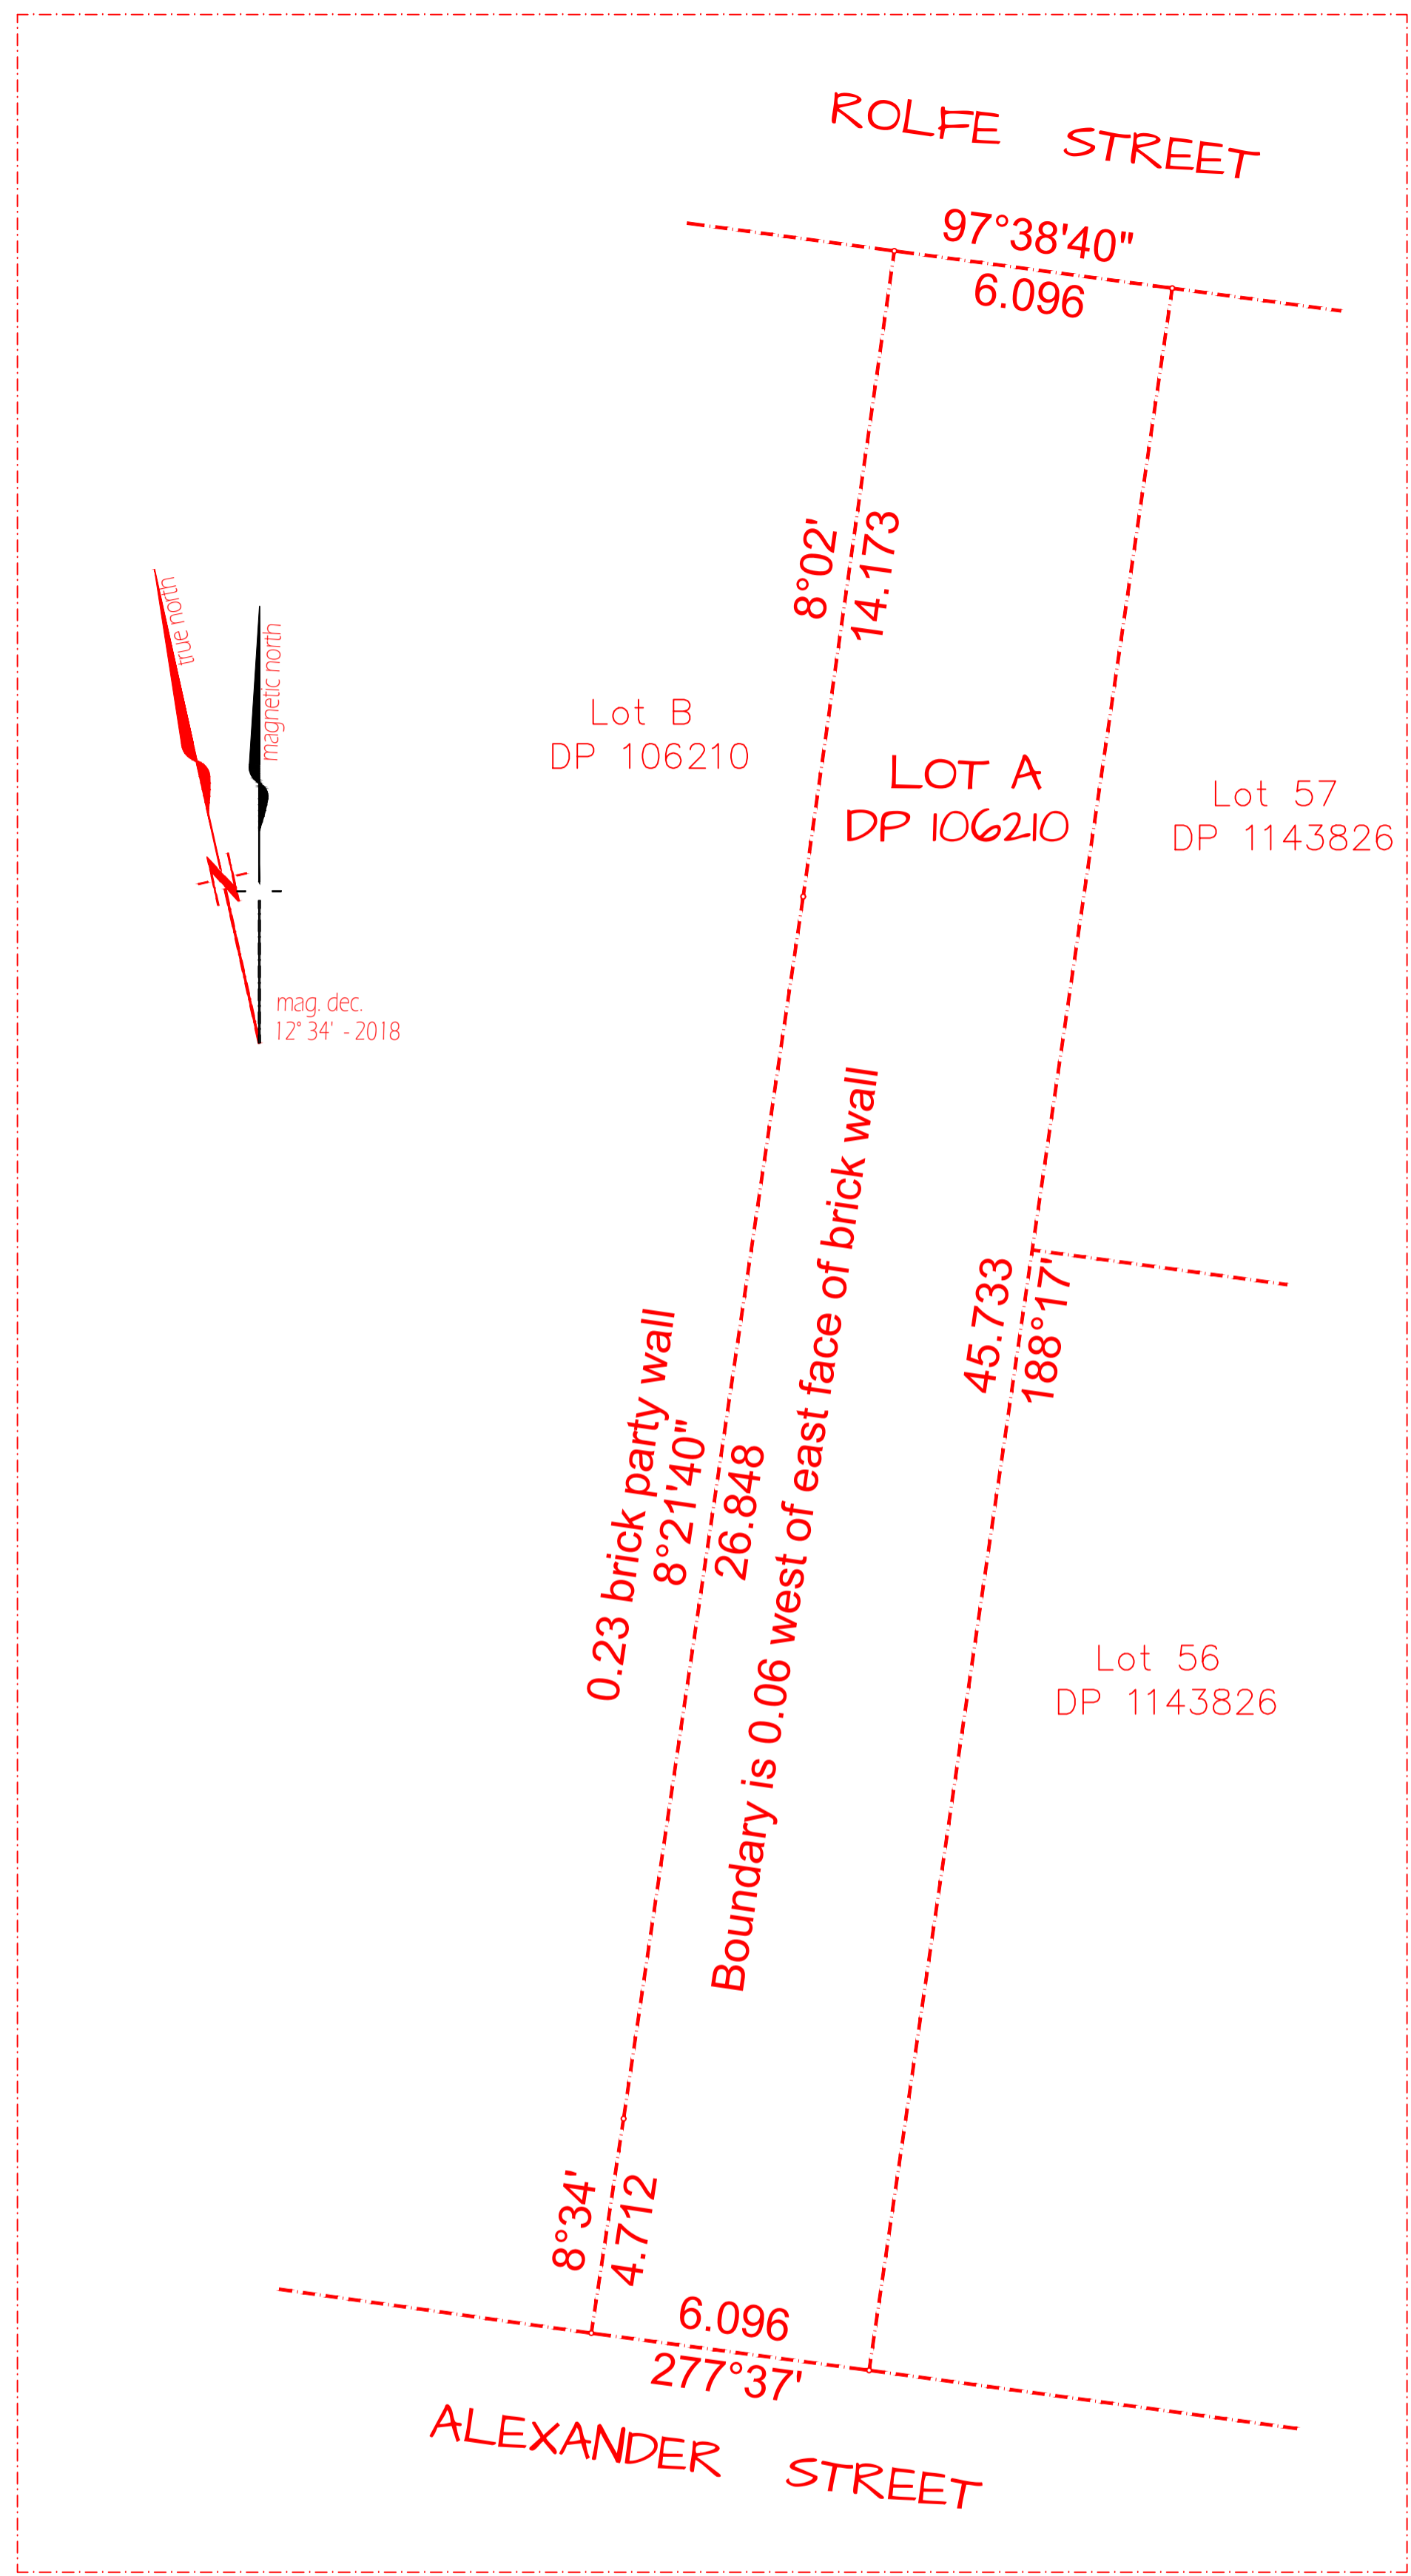 ROLFE STREET
97°38'40"
6.096
8°02'
14.173
true north
magnetic north
Lot B
DP 106210
LOT A
DP 106210
Lot 57
DP 1143826
mag. dec.
12° 34' - 2018
0.23 brick party wall
8°21'40"
26.848
Boundary is 0.06 west of east face of brick wall
45.733
188°17'
Lot 56
DP 1143826
8°34'
4.712
6.096
277°37'
ALEXANDER STREET